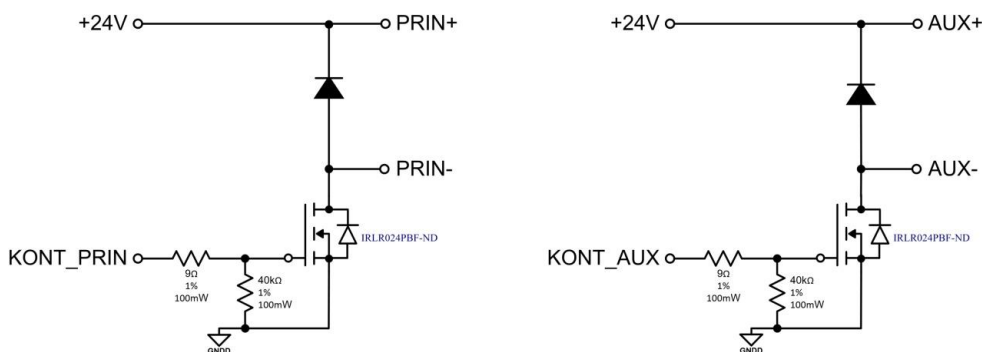 +24V
PRIN+
PRIN-
IRLR024PBF-ND
KONT_PRIN
9Ω
1%
100mW
40kΩ
1%
100mW
GNDD
+24V
AUX+
AUX-
IRLR024PBF-ND
KONT_AUX
9Ω
1%
100mW
40kΩ
1%
100mW
GNDD